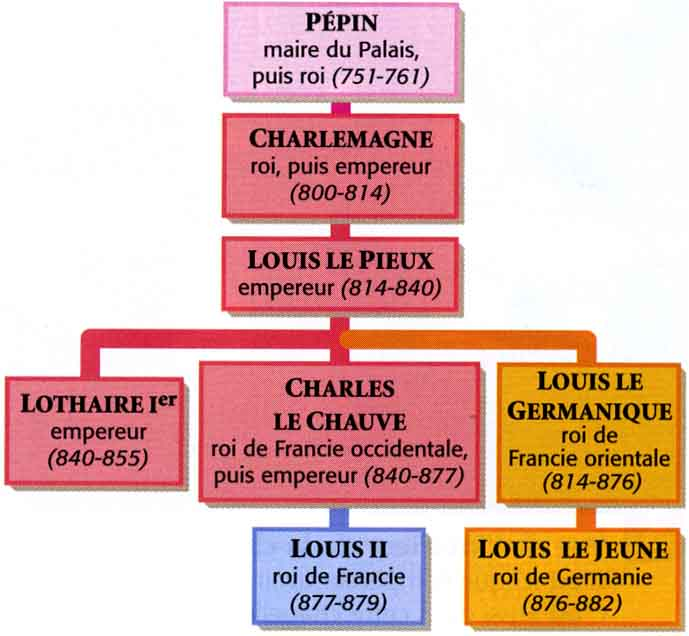 PÉPIN
maire du Palais,
puis roi (751-761)
CHARLEMAGNE
roi, puis empereur
(800-814)
LOUIS LE PIEUX
empereur (814-840)
LOTHAIRE Ier
empereur
(840-855)
CHARLES
LE CHAUVE
roi de Francie occidentale,
puis empereur (840-877)
LOUIS LE
GERMANIQUE
roi de
Francie orientale
(814-876)
LOUIS II
roi de Francie
(877-879)
LOUIS LE JEUNE
roi de Germanie
(876-882)